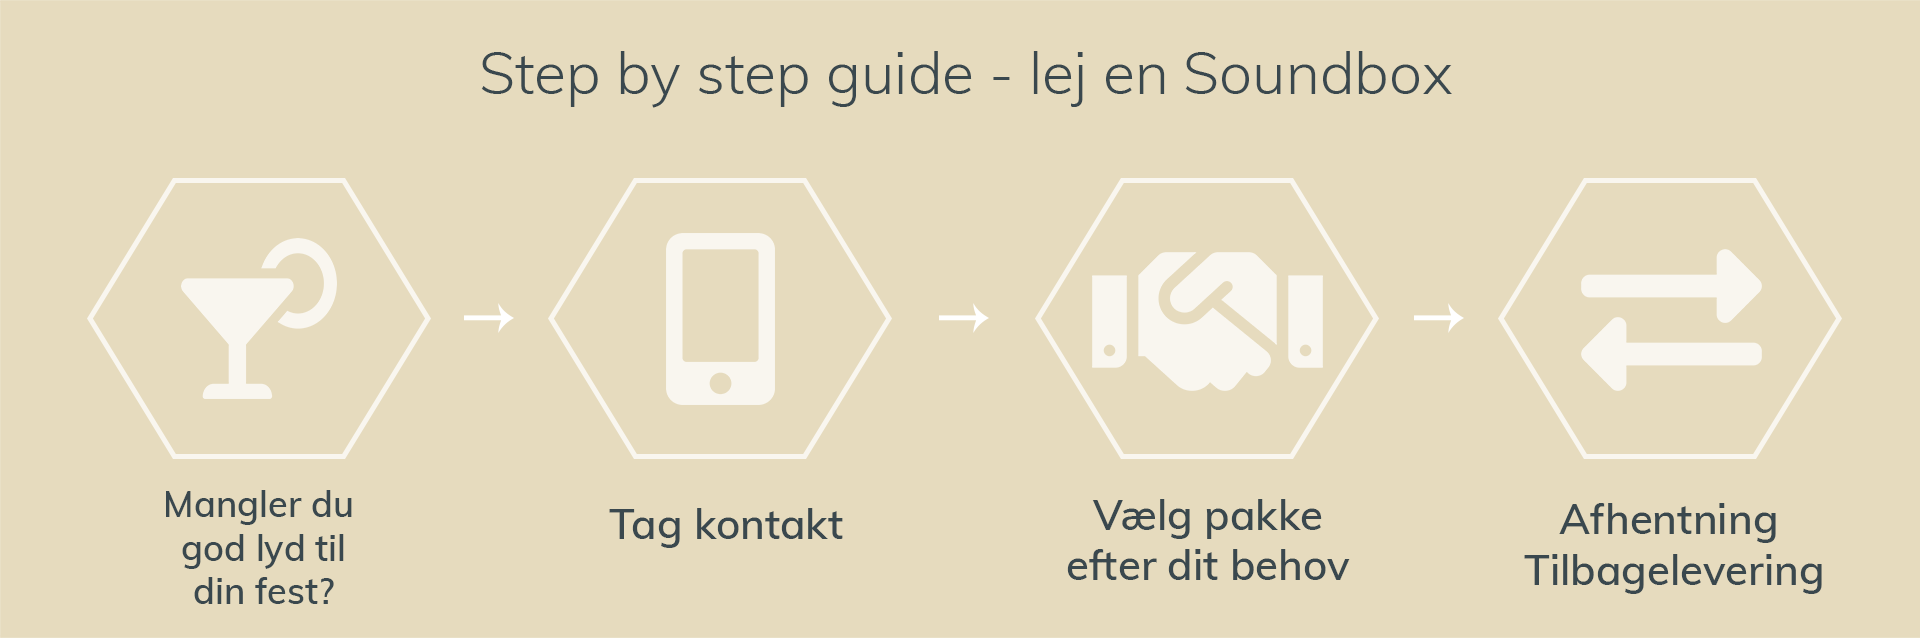 Step by step guide - lej en Soundbox
Mangler du
god lyd til
din fest?
Tag kontakt
Vælg pakke
efter dit behov
Afhentning
Tilbagelevering